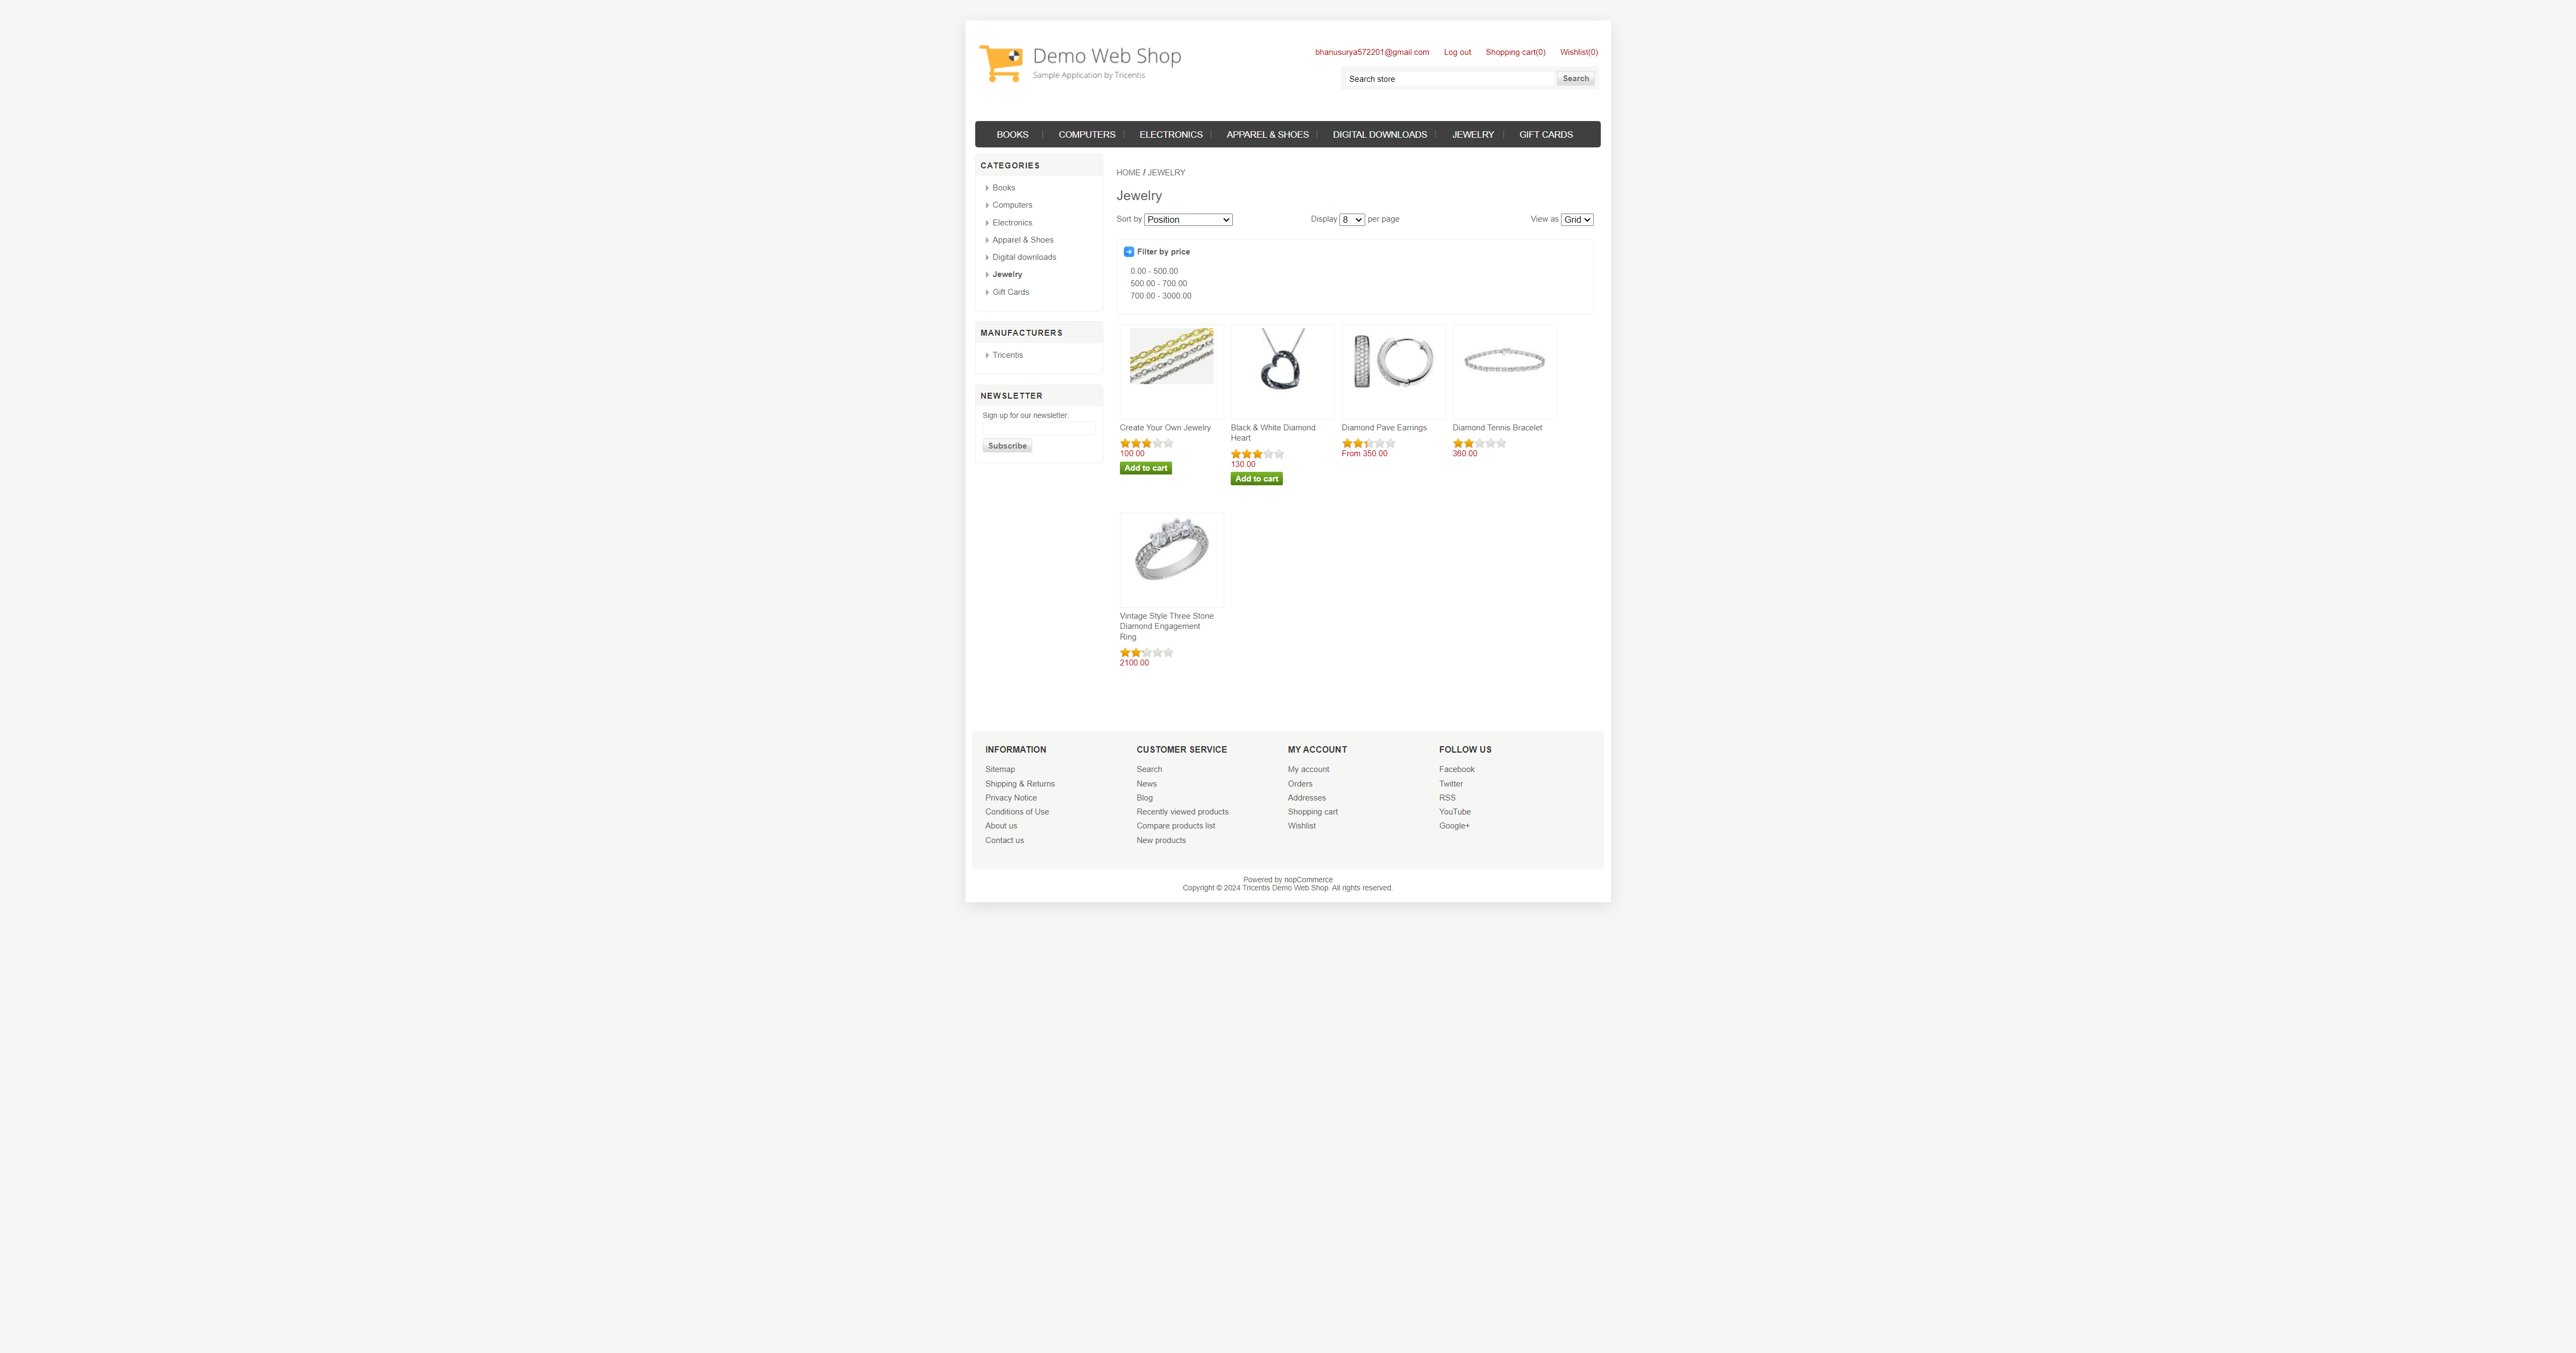 Demo Web Shop
Sample Application by Tricentis
bhanusurya572201@gmail.com Log out Shopping cart(0) Wishlist(0)
Search store Search
BOOKS COMPUTERS ELECTRONICS APPAREL & SHOES DIGITAL DOWNLOADS JEWELRY GIFT CARDS
CATEGORIES
Books
Computers
Electronics
Apparel & Shoes
Digital downloads
Jewelry
Gift Cards
MANUFACTURERS
Tricentis
NEWSLETTER
Sign up for our newsletter:
Subscribe
HOME / JEWELRY
Jewelry
Sort by Position Display 8 per page View as Grid
Filter by price
0.00 - 500.00
500.00 - 700.00
700.00 - 3000.00
Create Your Own Jewelry
100.00
Add to cart
Black & White Diamond
Heart
130.00
Add to cart
Diamond Pave Earrings
From 350.00
Diamond Tennis Bracelet
360.00
Vintage Style Three Stone
Diamond Engagement
Ring
2100.00
INFORMATION
Sitemap
Shipping & Returns
Privacy Notice
Conditions of Use
About us
Contact us
CUSTOMER SERVICE
Search
News
Blog
Recently viewed products
Compare products list
New products
MY ACCOUNT
My account
Orders
Addresses
Shopping cart
Wishlist
FOLLOW US
Facebook
Twitter
RSS
YouTube
Google+
Powered by nopCommerce
Copyright © 2024 Tricentis Demo Web Shop. All rights reserved.